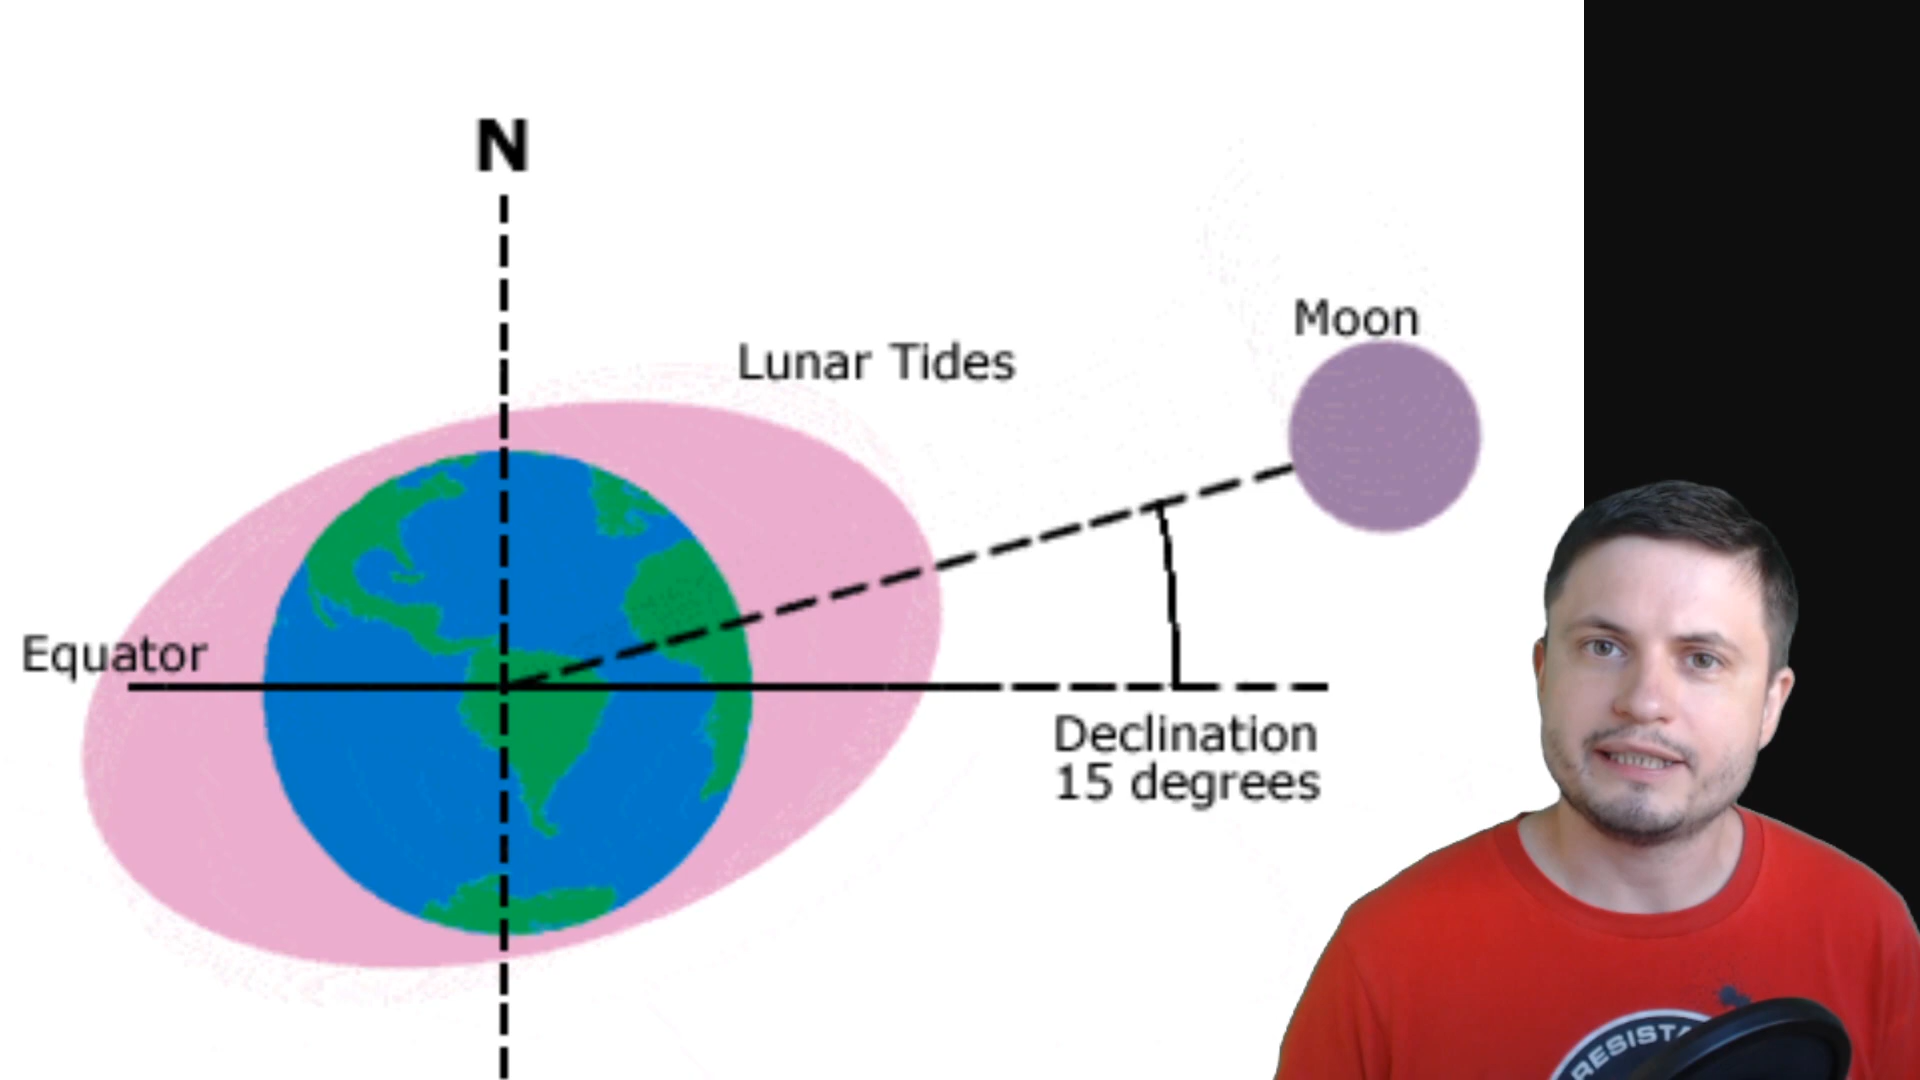 N
Moon
Lunar Tides
Equator
Declination
15 degrees